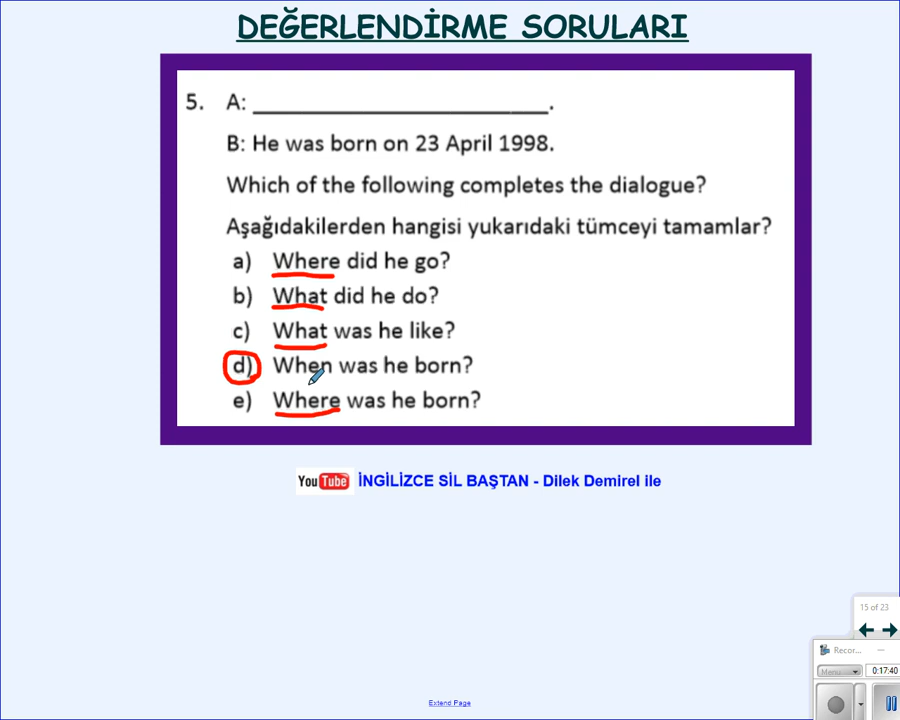 DEĞERLENDİRME SORULARI
5. A: ______________________________.
B: He was born on 23 April 1998.
Which of the following completes the dialogue?
Aşağıdakilerden hangisi yukarıdaki tümceyi tamamlar?
a) Where did he go?
b) What did he do?
c) What was he like?
d) When was he born?
e) Where was he born?
YouTube İNGİLİZCE SİL BAŞTAN - Dilek Demirel ile
15 of 23
Recor...
Menu
0:17:40
Extend Page